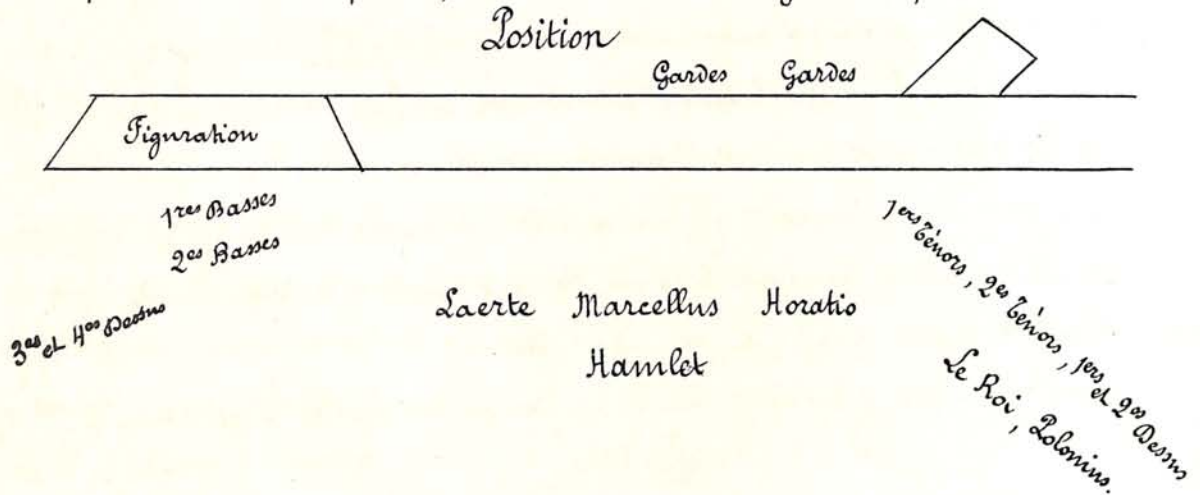 Position
Gardes Gardes
Figuration
1res Basses
2es Basses
3es et 4es Dessus
Laerte Marcellus Horatio
Hamlet
1ers Ténors, 2es Ténors, 1ers et 2es Dessus
Le Roi, Polonius.